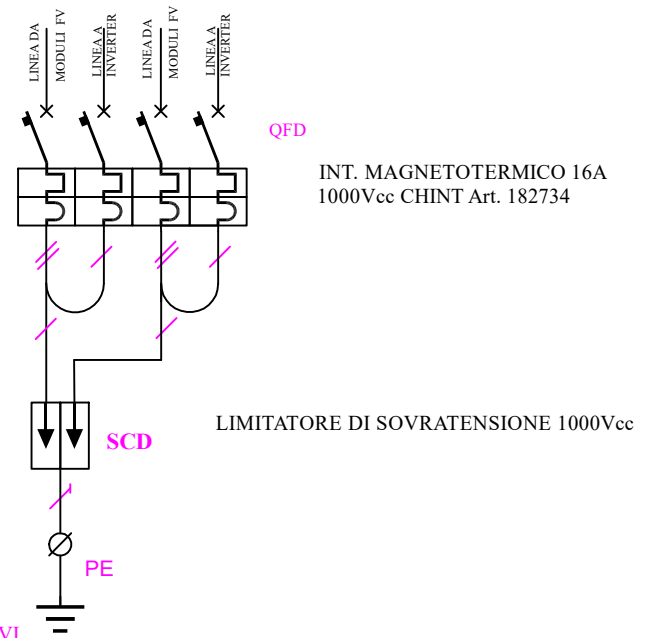 LINEA DA
MODULI FV
LINEA A
INVERTER
LINEA DA
MODULI FV
LINEA A
INVERTER
QFD
INT. MAGNETOTERMICO 16A
1000Vcc CHINT Art. 182734
LIMITATORE DI SOVRATENSIONE 1000Vcc
SCD
PE